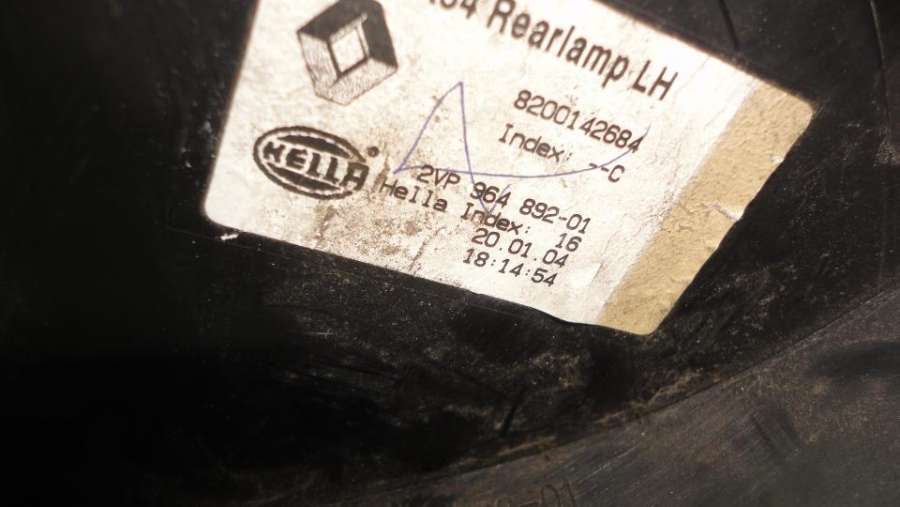 Rearlamp LH
8200142684
Index: -C
HELLA
2VP 964 892-01
Hella Index: 16
20.01.04
18:14:54